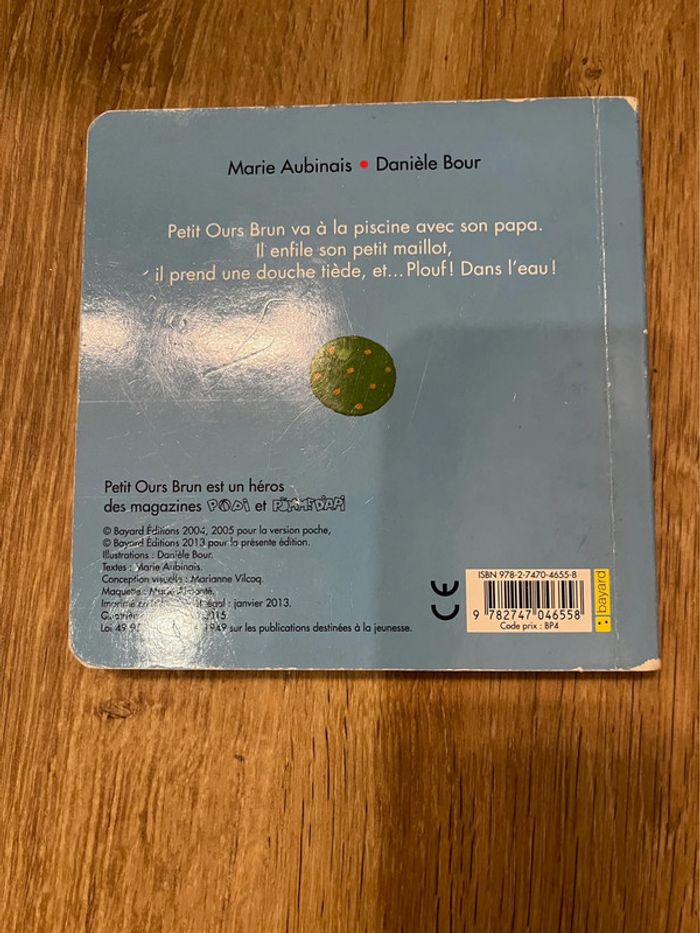 Marie Aubinais • Danièle Bour
Petit Ours Brun va à la piscine avec son papa.
Il enfile son petit maillot,
il prend une douche tiède, et... Plouf! Dans l'eau!
Petit Ours Brun est un héros
des magazines POPI et POMME D'API
© Bayard Éditions 2004, 2005 pour la version poche,
© Bayard Éditions 2013 pour la présente édition.
Illustrations : Danièle Bour.
Textes : Marie Aubinais.
Conception visuelle : Marianne Vilcoq.
Maquette :
Imprimé en légal : janvier 2013.
2015
Loi 49 1949 sur les publications destinées à la jeunesse.
CE
ISBN 978-2-7470-4655-8
9 782747 046558
Code prix : BP4
bayard